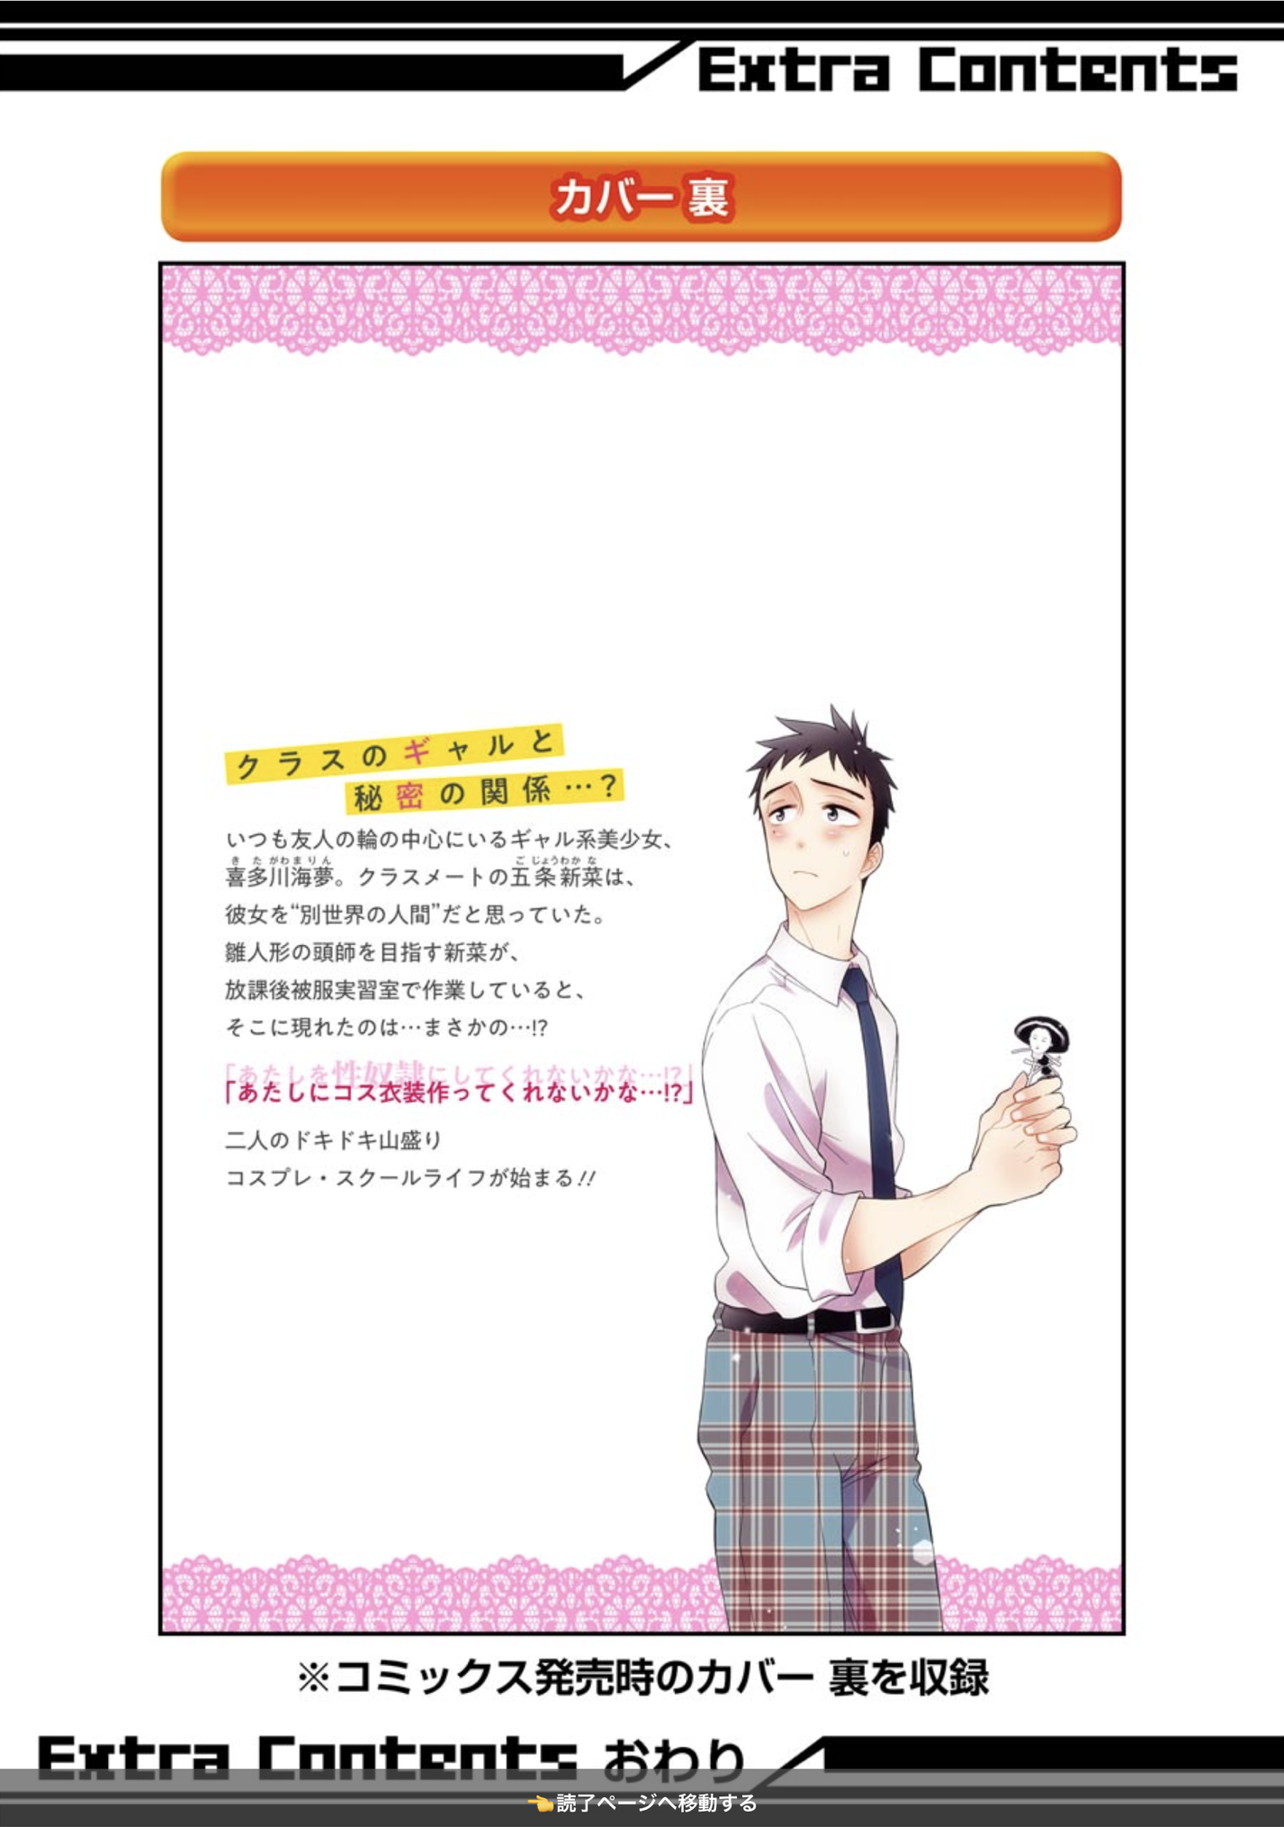 Extra Contents
カバー 裏
クラスのギャルと
秘密の関係…？
いつも友人の輪の中心にいるギャル系美少女、
喜多川海夢。クラスメートの五条新菜は、
彼女を“別世界の人間”だと思っていた。
雛人形の頭師を目指す新菜が、
放課後被服実習室で作業していると、
そこに現れたのは…まさかの…!?
「あたしを性奴隷にしてくれないかな…!?」
「あたしにコス衣装作ってくれないかな…!?」
二人のドキドキ山盛り
コスプレ・スクールライフが始まる!!
※コミックス発売時のカバー 裏を収録
Extra Contents おわり
👈読了ページへ移動する